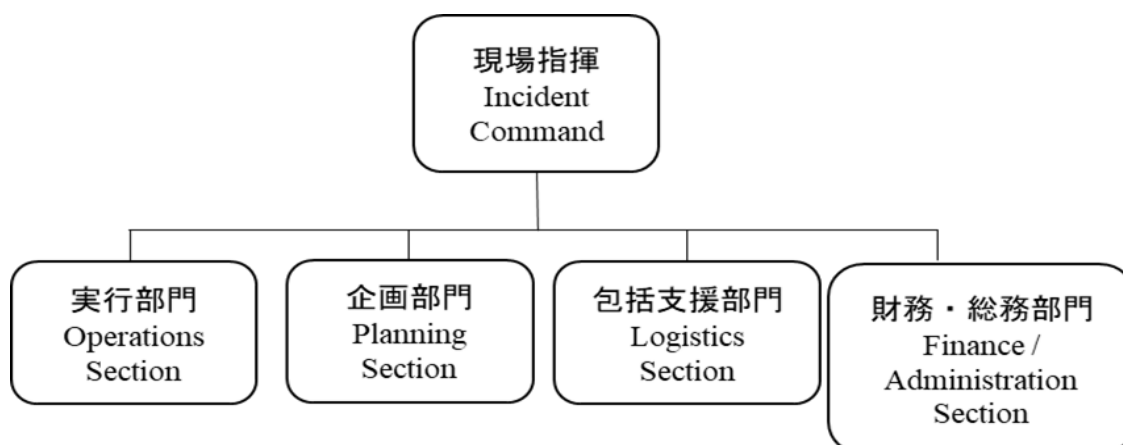 現場指揮
Incident
Command
実行部門
Operations
Section
企画部門
Planning
Section
包括支援部門
Logistics
Section
財務・総務部門
Finance /
Administration
Section